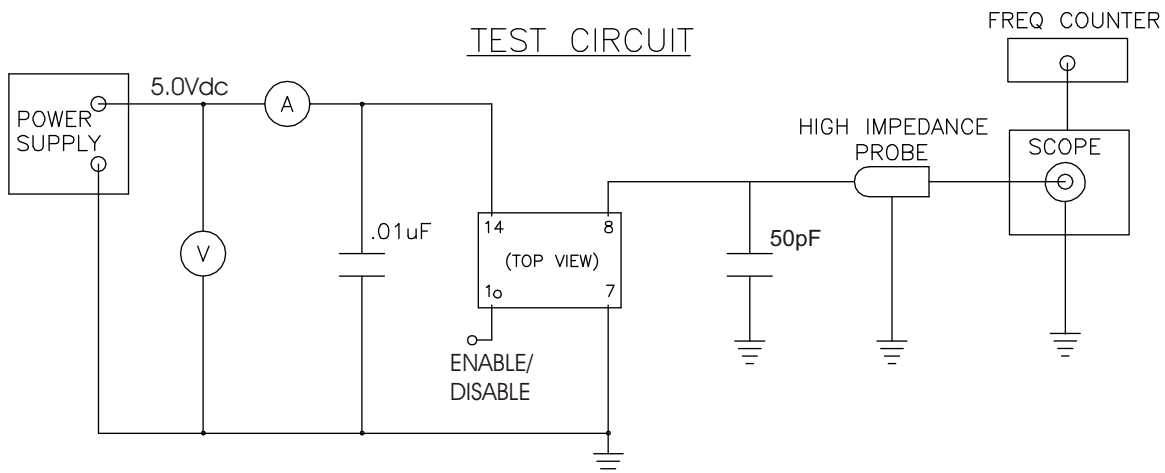 TEST CIRCUIT
FREQ COUNTER
5.0Vdc
A
POWER
SUPPLY
HIGH IMPEDANCE
PROBE
SCOPE
V
.01uF
14
8
(TOP VIEW)
1
7
50pF
ENABLE/
DISABLE